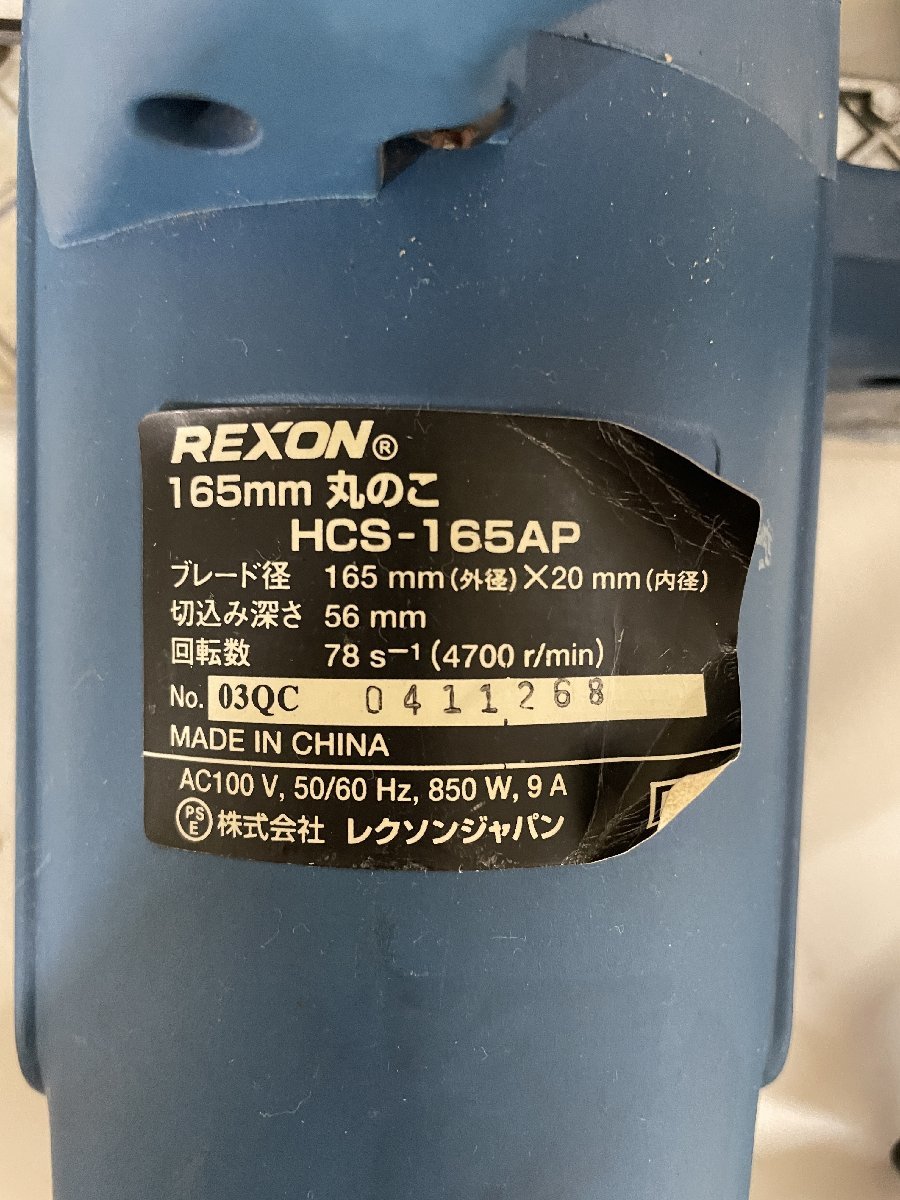 REXON®
165mm 丸のこ
HCS-165AP
ブレード径 165 mm(外径)×20 mm(内径)
切込み深さ 56 mm
回転数 78 s−1 (4700 r/min)
No. 03QC 0411268
MADE IN CHINA
AC100 V, 50/60 Hz, 850 W, 9 A
PSE 株式会社 レクソンジャパン